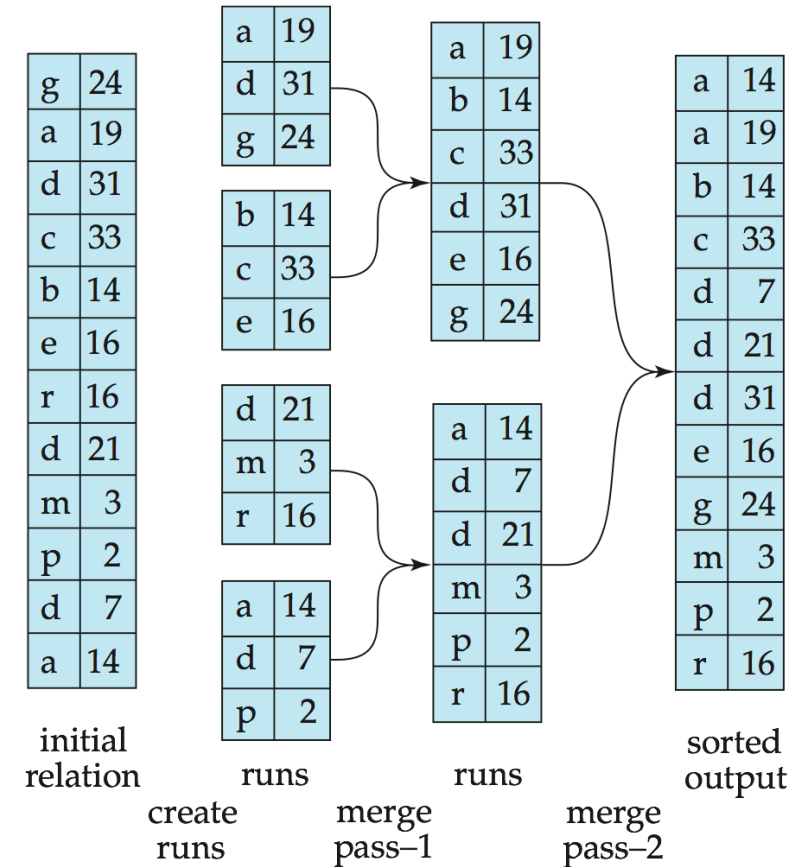 g 24
a 19
d 31
c 33
b 14
e 16
r 16
d 21
m 3
p 2
d 7
a 14
initial
relation
a 19
d 31
g 24
b 14
c 33
e 16
d 21
m 3
r 16
a 14
d 7
p 2
runs
create
runs
a 19
b 14
c 33
d 31
e 16
g 24
a 14
d 7
d 21
m 3
p 2
r 16
runs
merge
pass–1
a 14
a 19
b 14
c 33
d 7
d 21
d 31
e 16
g 24
m 3
p 2
r 16
sorted
output
merge
pass–2